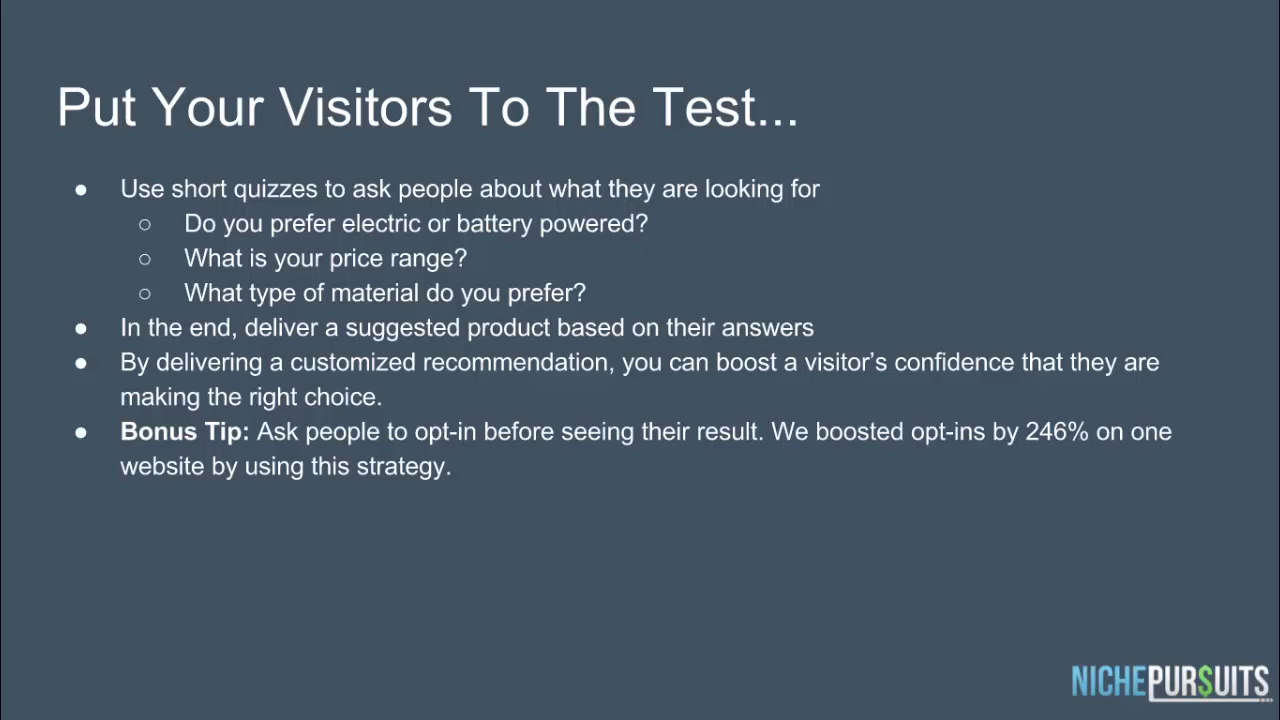 Put Your Visitors To The Test...
● Use short quizzes to ask people about what they are looking for
○ Do you prefer electric or battery powered?
○ What is your price range?
○ What type of material do you prefer?
● In the end, deliver a suggested product based on their answers
● By delivering a customized recommendation, you can boost a visitor’s confidence that they are
making the right choice.
● Bonus Tip: Ask people to opt-in before seeing their result. We boosted opt-ins by 246% on one
website by using this strategy.
NICHEPUR$UITS